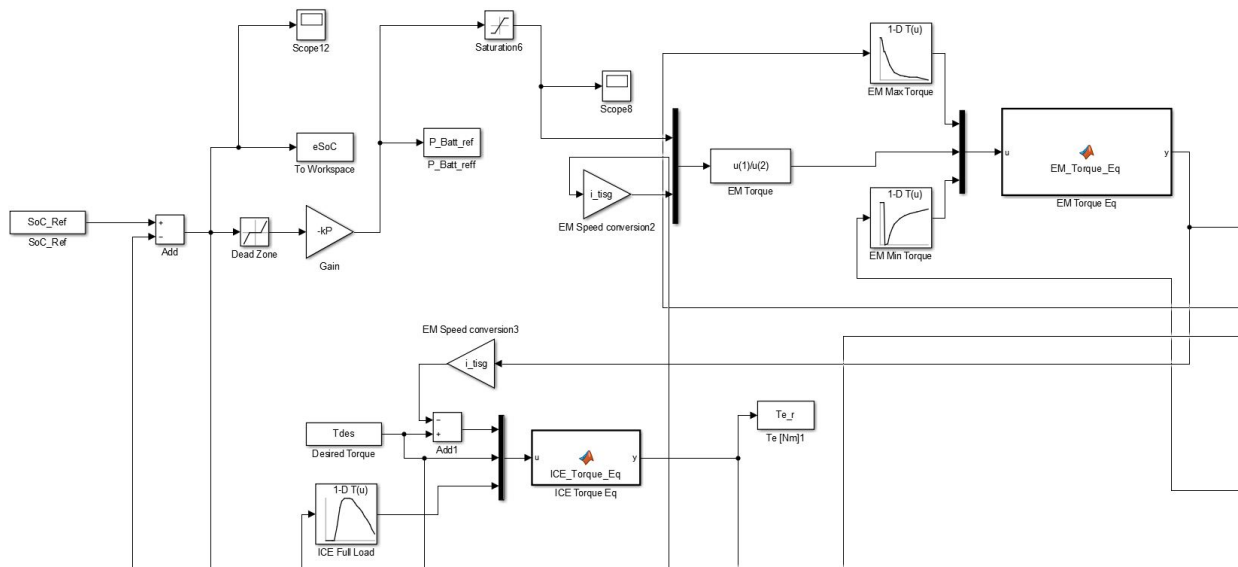 Scope12
Saturation6
1-D T(u)
EM Max Torque
Scope8
eSoC
To Workspace
P_Batt_ref
P_Batt_reff
u(1)/u(2)
EM Torque
u
EM_Torque_Eq
y
EM Torque Eq
i_tisg
EM Speed conversion2
1-D T(u)
EM Min Torque
SoC_Ref
SoC_Ref
+
−
Add
Dead Zone
-kP
Gain
EM Speed conversion3
i_tisg
Tdes
Desired Torque
−
+
Add1
u
ICE_Torque_Eq
y
ICE Torque Eq
Te_r
Te [Nm]1
1-D T(u)
ICE Full Load